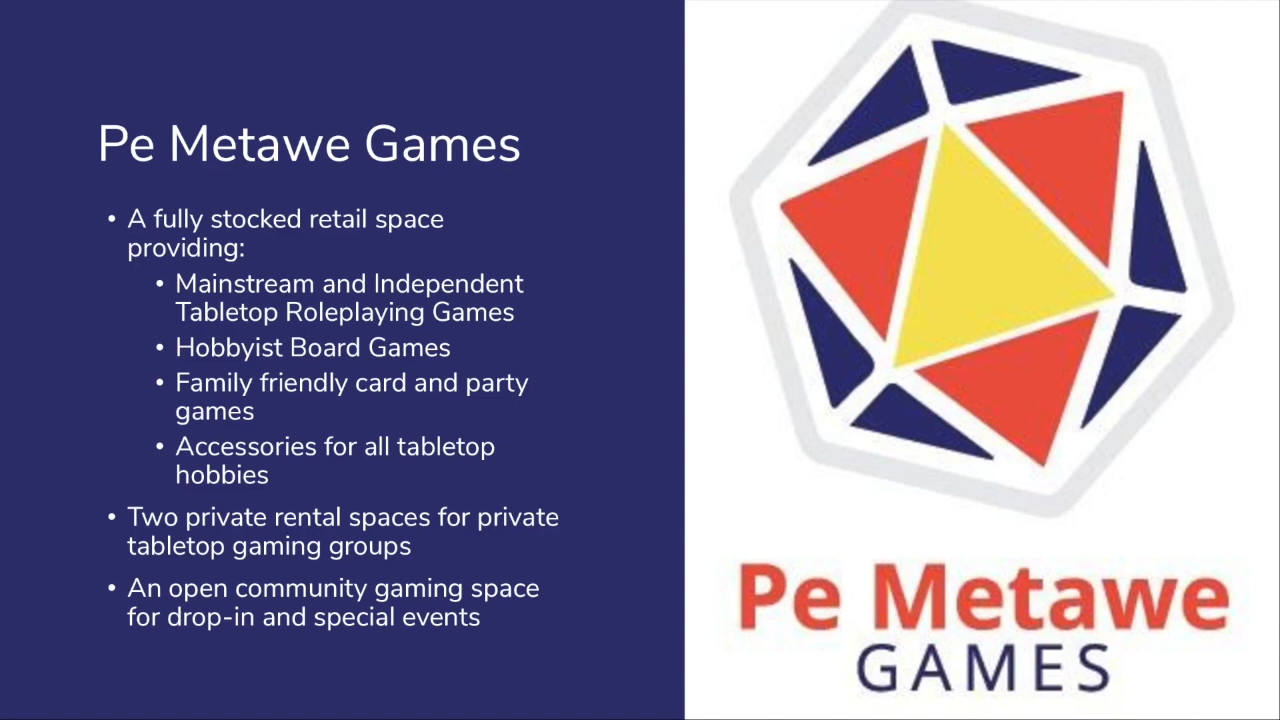 Pe Metawe Games
• A fully stocked retail space
providing:
• Mainstream and Independent
Tabletop Roleplaying Games
• Hobbyist Board Games
• Family friendly card and party
games
• Accessories for all tabletop
hobbies
• Two private rental spaces for private
tabletop gaming groups
• An open community gaming space
for drop-in and special events
Pe Metawe
GAMES